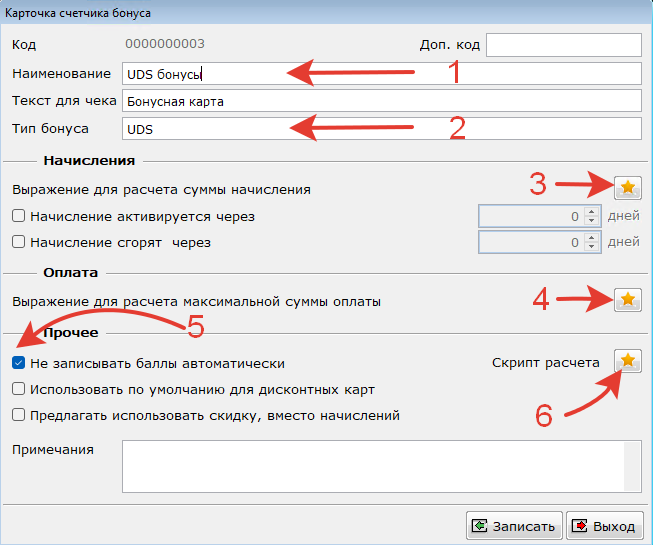 Карточка счетчика бонуса
Код 0000000003 Доп. код
Наименование UDS бонусы 1
Текст для чека Бонусная карта
Тип бонуса UDS 2
Начисления
Выражение для расчета суммы начисления 3
Начисление активируется через 0 дней
Начисление сгорят через 0 дней
Оплата
Выражение для расчета максимальной суммы оплаты 4
5
Прочее
Не записывать баллы автоматически Скрипт расчета
Использовать по умолчанию для дисконтных карт
Предлагать использовать скидку, вместо начислений 6
Примечания
Записать Выход